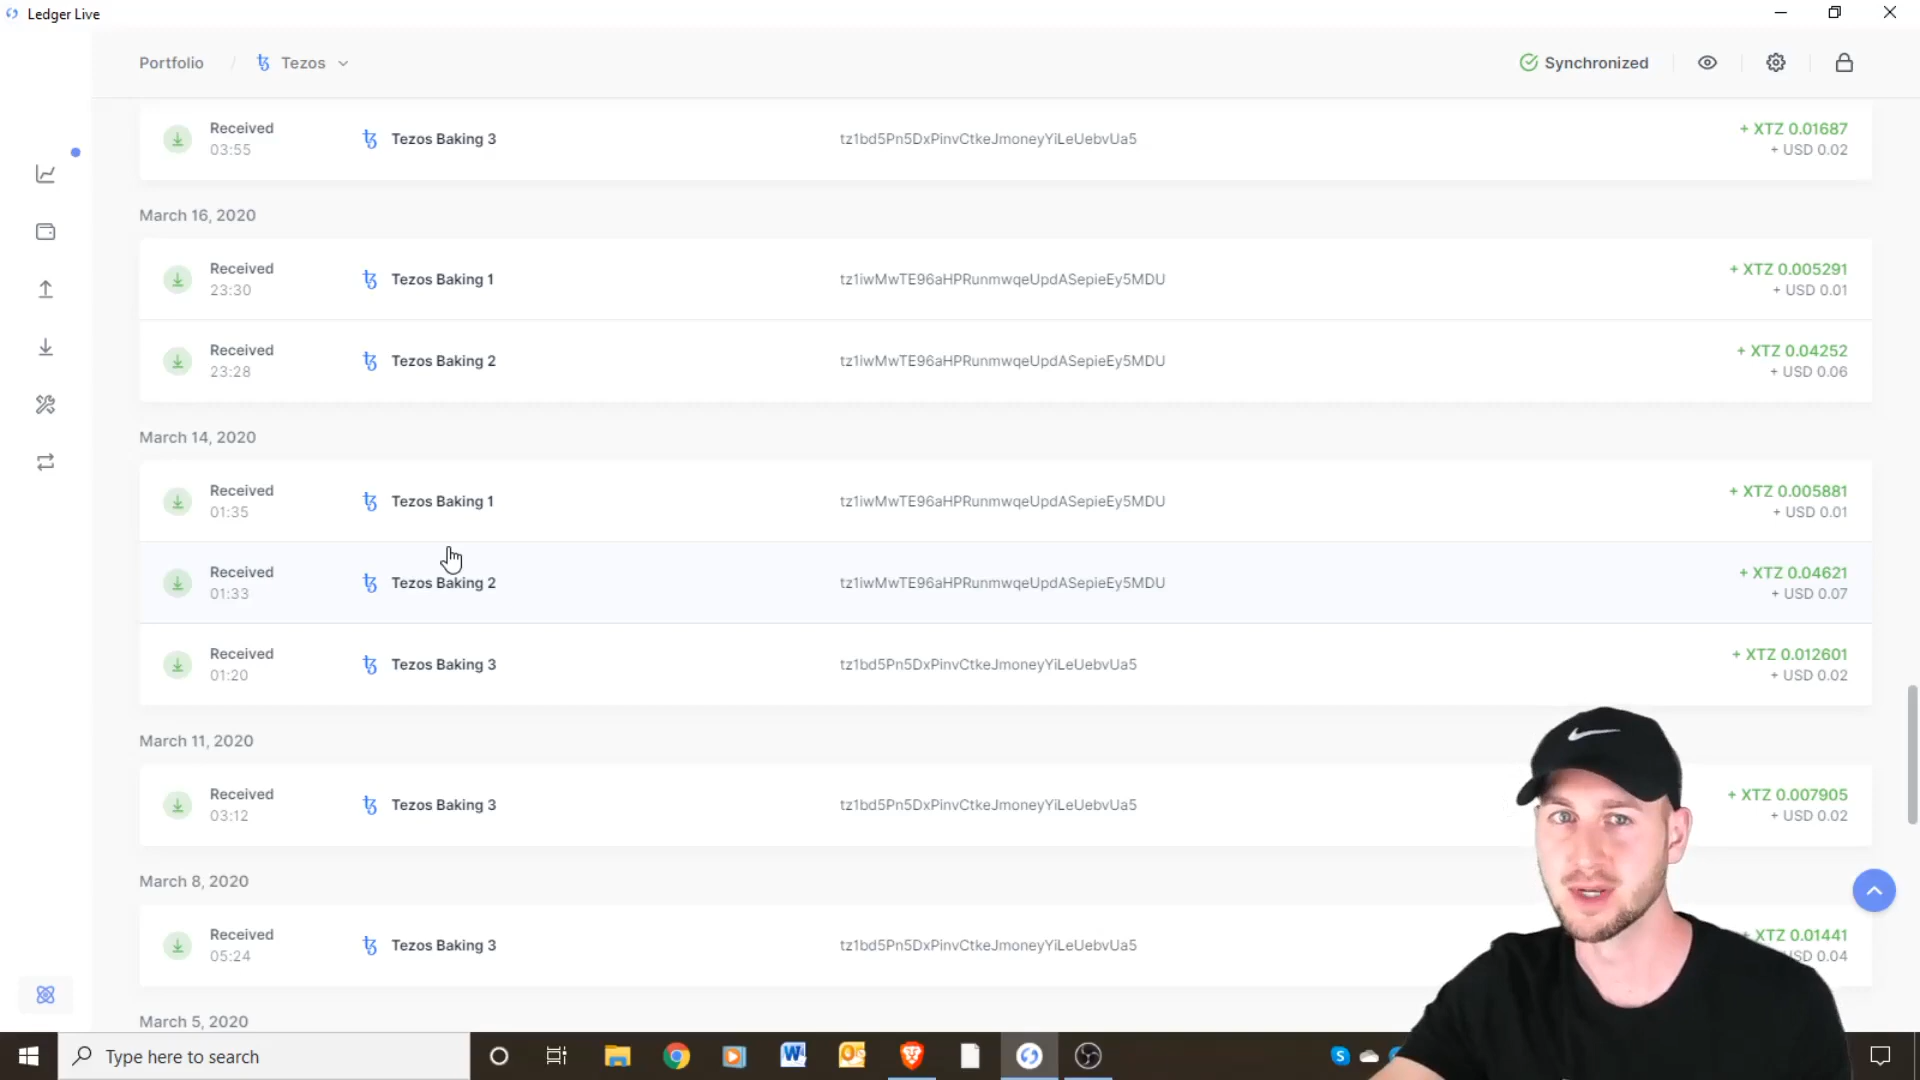 Ledger Live
Portfolio / Tezos
Synchronized
Received
03:55
Tezos Baking 3
tz1bd5Pn5DxPinvCtkeJmoneyYiLeUebvUa5
+ XTZ 0.01687
+ USD 0.02
March 16, 2020
Received
23:30
Tezos Baking 1
tz1iwMwTE96aHPRunmwqeUpdASepieEy5MDU
+ XTZ 0.005291
+ USD 0.01
Received
23:28
Tezos Baking 2
tz1iwMwTE96aHPRunmwqeUpdASepieEy5MDU
+ XTZ 0.04252
+ USD 0.06
March 14, 2020
Received
01:35
Tezos Baking 1
tz1iwMwTE96aHPRunmwqeUpdASepieEy5MDU
+ XTZ 0.005881
+ USD 0.01
Received
01:33
Tezos Baking 2
tz1iwMwTE96aHPRunmwqeUpdASepieEy5MDU
+ XTZ 0.04621
+ USD 0.07
Received
01:20
Tezos Baking 3
tz1bd5Pn5DxPinvCtkeJmoneyYiLeUebvUa5
+ XTZ 0.012601
+ USD 0.02
March 11, 2020
Received
03:12
Tezos Baking 3
tz1bd5Pn5DxPinvCtkeJmoneyYiLeUebvUa5
+ XTZ 0.007905
+ USD 0.02
March 8, 2020
Received
05:24
Tezos Baking 3
tz1bd5Pn5DxPinvCtkeJmoneyYiLeUebvUa5
XTZ 0.01441
USD 0.04
March 5, 2020
Type here to search